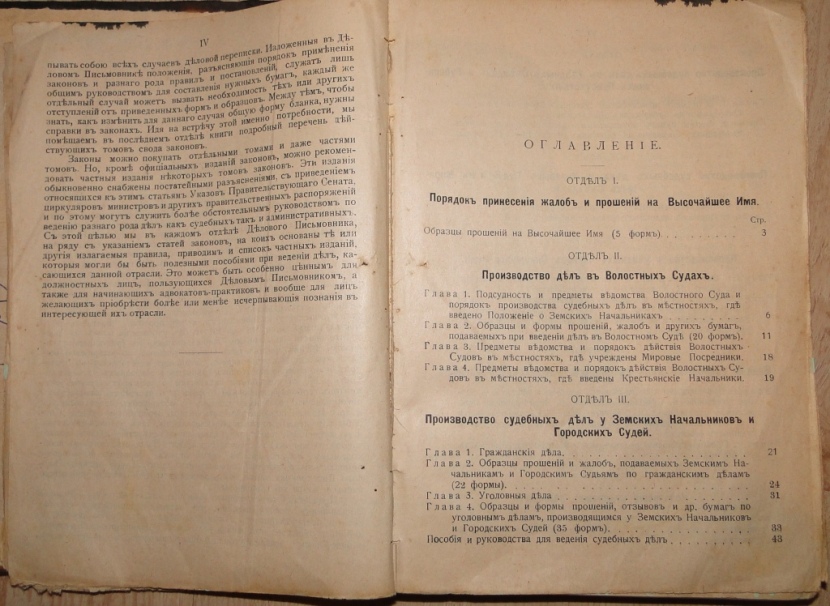 IV
пывать собою всѣхъ случаевъ дѣловой переписки. Изложенныя въ Дѣ-
ловомъ Письмовникѣ положенія, разъясняющія порядокъ примѣненія
законовъ и разнаго рода правилъ и постановленій, служатъ лишь
общимъ руководствомъ для составленія нужныхъ бумагъ, каждый же
отдѣльный случай можетъ вызвать необходимость тѣхъ или другихъ
отступленій отъ приведенныхъ формъ и образцовъ. Между тѣмъ, чтобы
знать, какъ измѣнить для даннаго случая общую форму бланка, нужны
справки въ законахъ. Идя на встрѣчу этой именно потребности, мы
помѣщаемъ въ послѣднемъ отдѣлѣ книги подробный перечень дѣй-
ствующихъ томовъ свода законовъ.
Законы можно покупать отдѣльными томами и даже частями
томовъ. Но, кромѣ официальныхъ изданій законовъ, можно рекомен-
довать частныя изданія нѣкоторыхъ томовъ законовъ. Эти изданія
обыкновенно снабжены постатейными разъясненіями, съ приведеніемъ
относящихся къ этимъ статьямъ Указовъ Правительствующаго Сената,
циркуляровъ министровъ и другихъ правительственныхъ распоряженій
и по этому могутъ служить болѣе обстоятельнымъ руководствомъ по
веденію разнаго рода дѣлъ какъ судебныхъ такъ и административныхъ.
Съ этой цѣлью мы въ каждомъ отдѣлѣ Дѣлового Письмовника,
на ряду съ указаніемъ статей законовъ, на коихъ основаны тѣ или
другія излагаемыя правила, приводимъ и списокъ частныхъ изданій,
которыя могли бы быть полезными пособіями при веденіи дѣлъ, ка-
сающихся данной отрасли. Это можетъ быть особенно цѣннымъ для
должностныхъ лицъ, пользующихся Дѣловымъ Письмовникомъ, а
также для начинающихъ адвокатовъ-практиковъ и вообще для лицъ
желающихъ пріобрѣсти болѣе или менѣе исчерпывающія познанія въ
интересующей ихъ отрасли.
ОГЛАВЛЕНІЕ.
ОТДѢЛЪ I.
Порядокъ принесенія жалобъ и прошеній на Высочайшее Имя.
Стр.
Образцы прошеній на Высочайшее Имя (5 формъ). . . . . . . . . 3
ОТДѢЛЪ II.
Производство дѣлъ въ Волостныхъ Судахъ.
Глава 1. Подсудность и предметы вѣдомства Волостного Суда и
порядокъ производства судебныхъ дѣлъ въ мѣстностяхъ, гдѣ
введено Положеніе о Земскихъ Начальникахъ . . . . . . . 6
Глава 2. Образцы и формы прошеній, жалобъ и другихъ бумагъ,
подаваемыхъ при введеніи дѣлъ въ Волостномъ Судѣ (20 формъ). 11
Глава 3. Предметы вѣдомства и порядокъ дѣйствія Волостныхъ
Судовъ въ мѣстностяхъ, гдѣ учреждены Мировые Посредники. 18
Глава 4. Предметы вѣдомства и порядокъ дѣйствія Волостныхъ Су-
довъ въ мѣстностяхъ, гдѣ введены Крестьянскіе Начальники. 19
ОТДѢЛЪ III.
Производство судебныхъ дѣлъ у Земскихъ Начальниковъ и
Городскихъ Судей.
Глава 1. Гражданскія дѣла. . . . . . . . . . . . . . . 21
Глава 2. Образцы прошеній и жалобъ, подаваемыхъ Земскимъ На-
чальникамъ и Городскимъ Судьямъ по гражданскимъ дѣламъ
(22 формы). . . . . . . . . . . . . . . . . . 24
Глава 3. Уголовныя дѣла . . . . . . . . . . . . . . . 31
Глава 4. Образцы и формы прошеній, отзывовъ и др. бумагъ по
уголовнымъ дѣламъ, производящимся у Земскихъ Начальниковъ
и Городскихъ Судей (35 формъ). . . . . . . . . . . . 33
Пособія и руководства для веденія судебныхъ дѣлъ . . . . . . . . 43